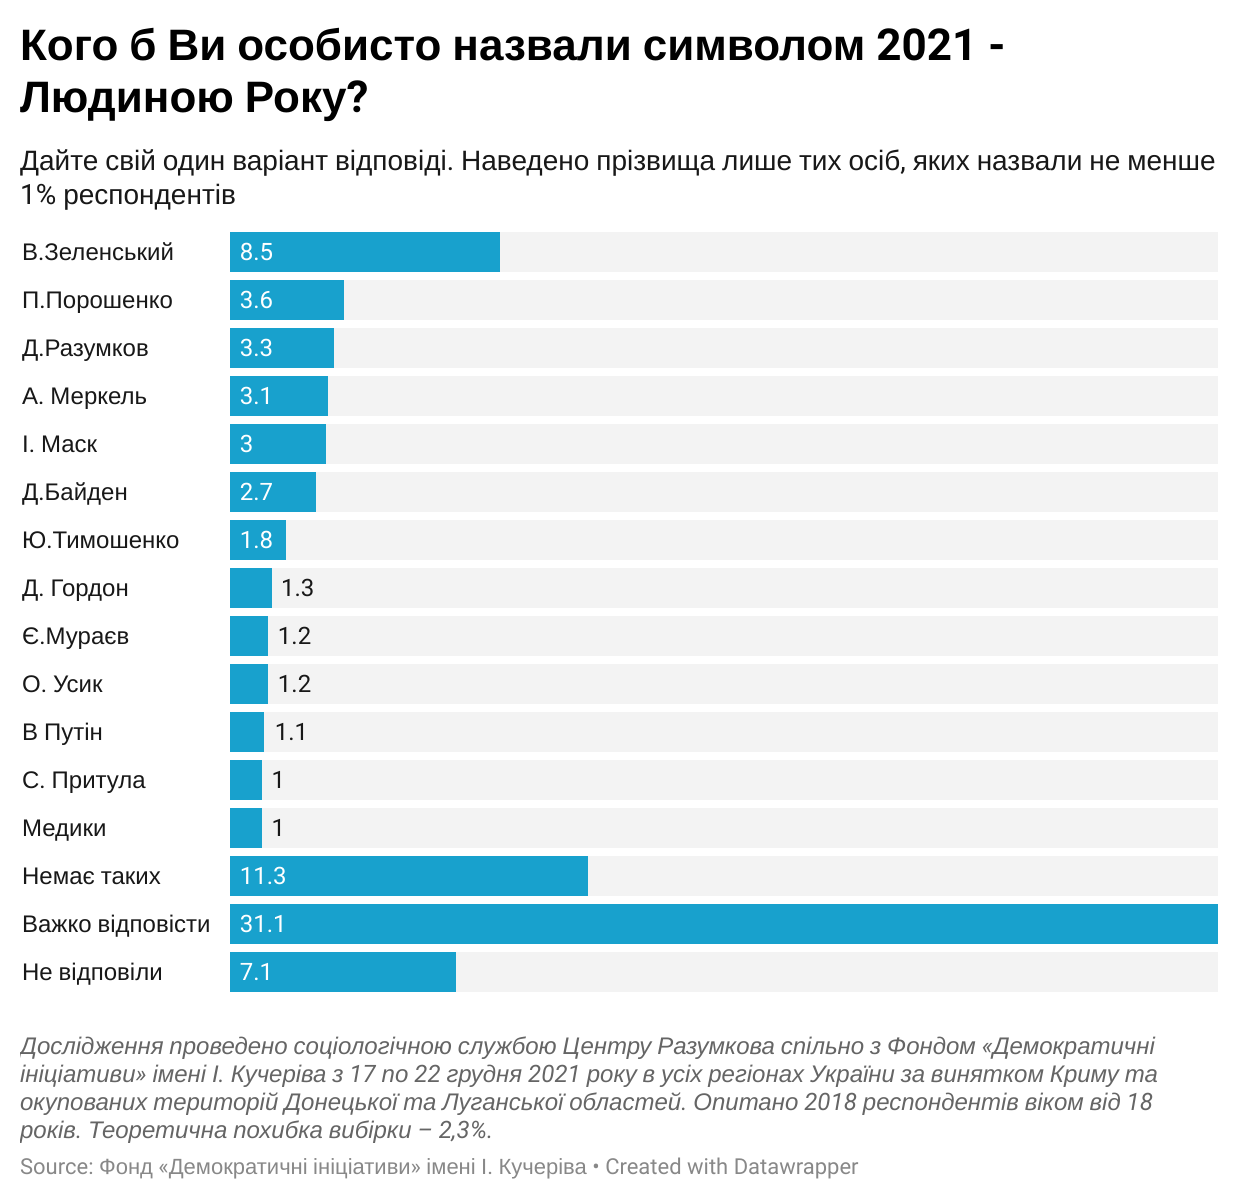 Кого б Ви особисто назвали символом 2021 -
Людиною Року?
Дайте свій один варіант відповіді. Наведено прізвища лише тих осіб, яких назвали не менше
1% респондентів
В.Зеленський 8.5
П.Порошенко 3.6
Д.Разумков 3.3
А. Меркель 3.1
І. Маск 3
Д.Байден 2.7
Ю.Тимошенко 1.8
Д. Гордон 1.3
Є.Мураєв 1.2
О. Усик 1.2
В Путін 1.1
С. Притула 1
Медики 1
Немає таких 11.3
Важко відповісти 31.1
Не відповіли 7.1
Дослідження проведено соціологічною службою Центру Разумкова спільно з Фондом «Демократичні
ініціативи» імені І. Кучеріва з 17 по 22 грудня 2021 року в усіх регіонах України за винятком Криму та
окупованих територій Донецької та Луганської областей. Опитано 2018 респондентів віком від 18
років. Теоретична похибка вибірки – 2,3%.
Source: Фонд «Демократичні ініціативи» імені І. Кучеріва • Created with Datawrapper